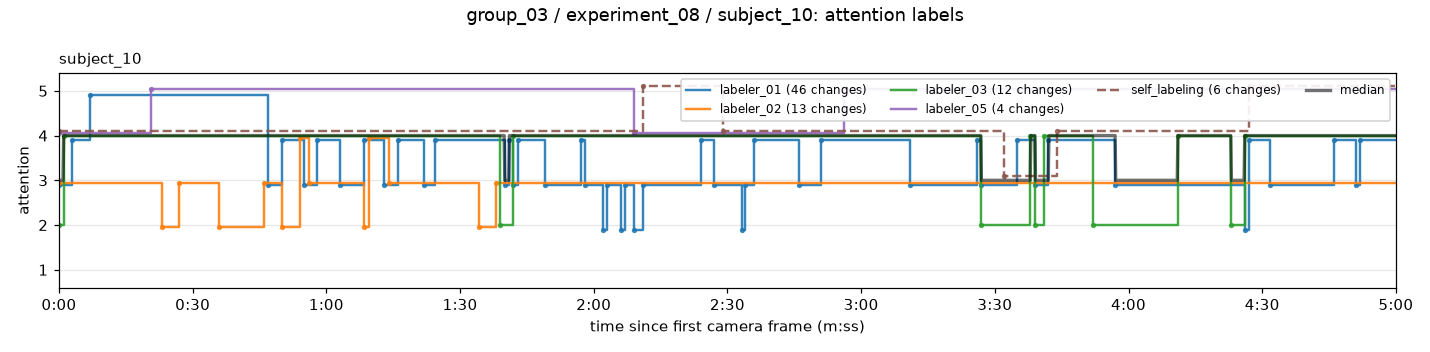 group_03 / experiment_08 / subject_10: attention labels
subject_10
labeler_01 (46 changes)
labeler_02 (13 changes)
labeler_03 (12 changes)
labeler_05 (4 changes)
self_labeling (6 changes)
median
attention
5
4
3
2
1
0:00 0:30 1:00 1:30 2:00 2:30 3:00 3:30 4:00 4:30 5:00
time since first camera frame (m:ss)